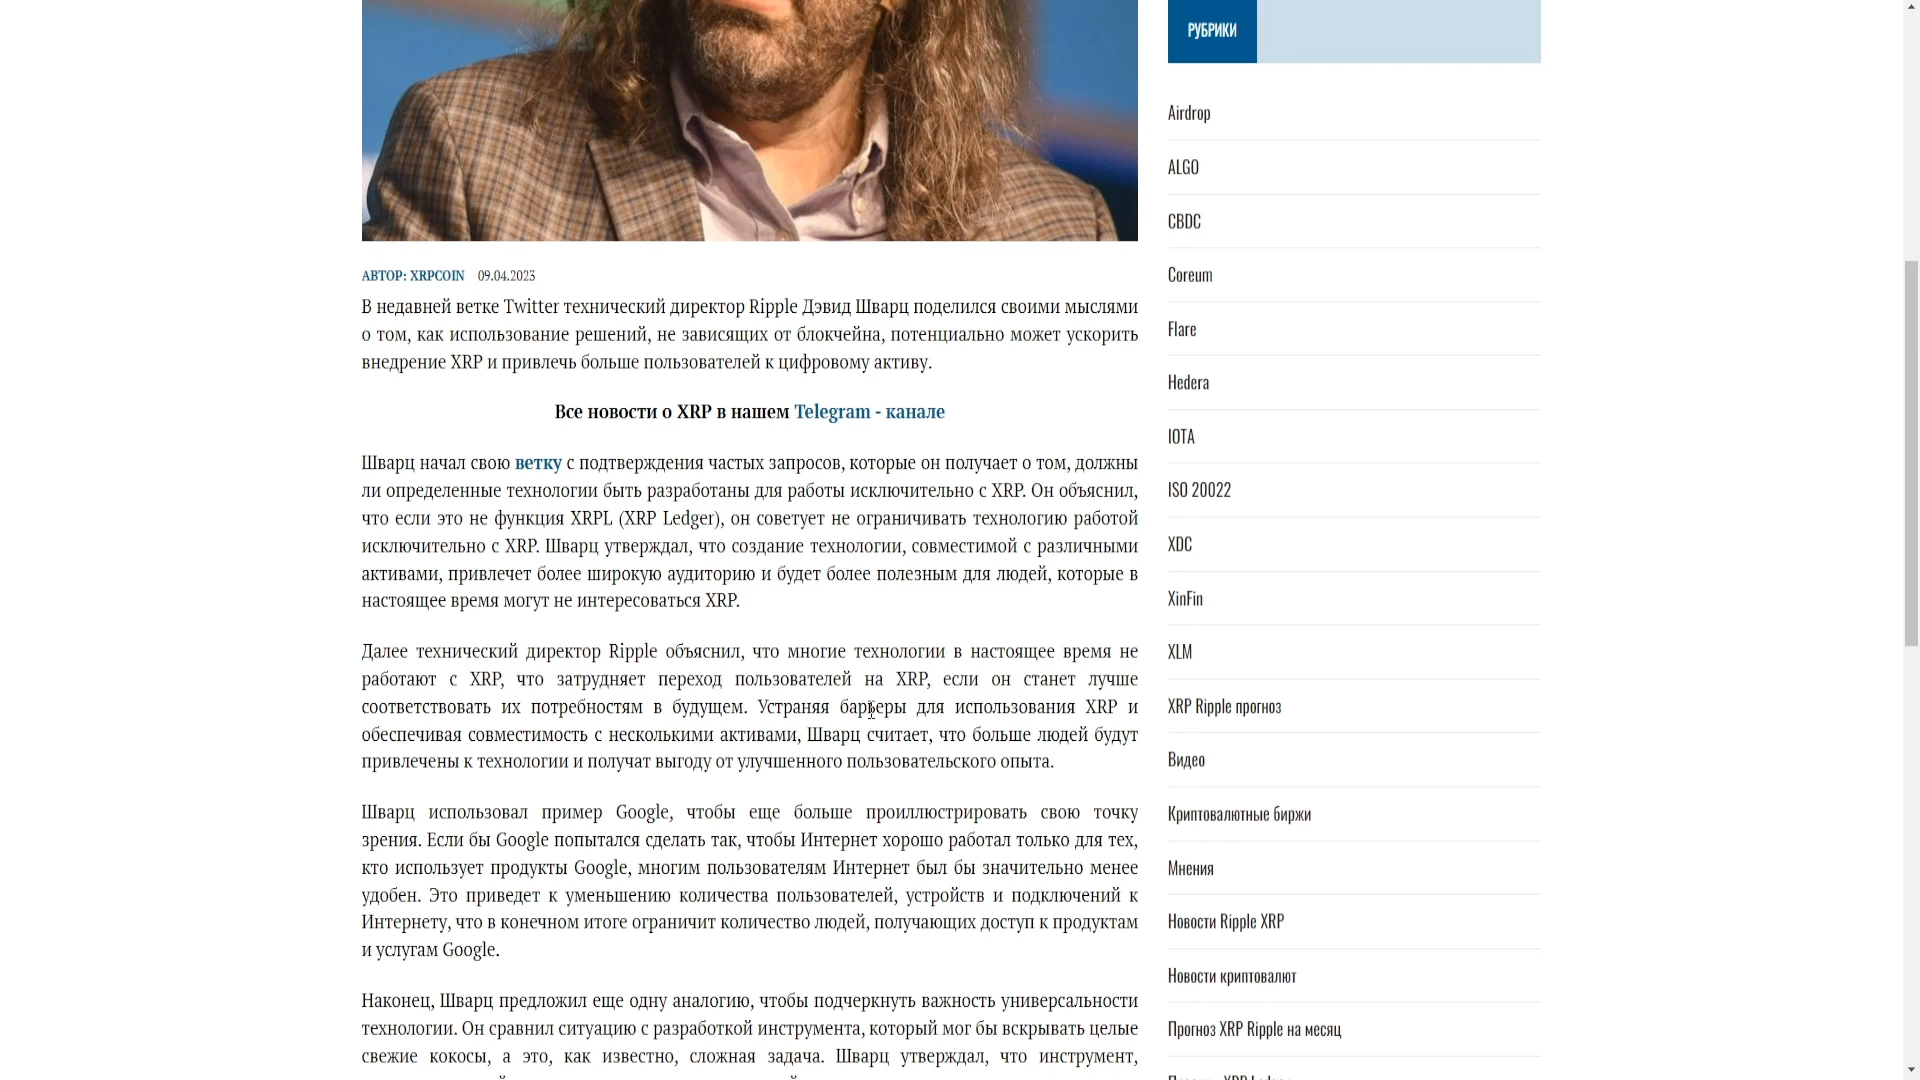 РУБРИКИ
Airdrop
ALGO
CBDC
Coreum
Flare
Hedera
IOTA
ISO 20022
XDC
XinFin
XLM
XRP Ripple прогноз
Видео
Криптовалютные биржи
Мнения
Новости Ripple XRP
Новости криптовалют
Прогноз XRP Ripple на месяц
АВТОР: XRPCOIN 09.04.2023
В недавней ветке Twitter технический директор Ripple Дэвид Шварц поделился своими мыслями
о том, как использование решений, не зависящих от блокчейна, потенциально может ускорить
внедрение XRP и привлечь больше пользователей к цифровому активу.
Все новости о XRP в нашем Telegram - канале
Шварц начал свою ветку с подтверждения частых запросов, которые он получает о том, должны
ли определенные технологии быть разработаны для работы исключительно с XRP. Он объяснил,
что если это не функция XRPL (XRP Ledger), он советует не ограничивать технологию работой
исключительно с XRP. Шварц утверждал, что создание технологии, совместимой с различными
активами, привлечет более широкую аудиторию и будет более полезным для людей, которые в
настоящее время могут не интересоваться XRP.
Далее технический директор Ripple объяснил, что многие технологии в настоящее время не
работают с XRP, что затрудняет переход пользователей на XRP, если он станет лучше
соответствовать их потребностям в будущем. Устраняя барьеры для использования XRP и
обеспечивая совместимость с несколькими активами, Шварц считает, что больше людей будут
привлечены к технологии и получат выгоду от улучшенного пользовательского опыта.
Шварц использовал пример Google, чтобы еще больше проиллюстрировать свою точку
зрения. Если бы Google попытался сделать так, чтобы Интернет хорошо работал только для тех,
кто использует продукты Google, многим пользователям Интернет был бы значительно менее
удобен. Это приведет к уменьшению количества пользователей, устройств и подключений к
Интернету, что в конечном итоге ограничит количество людей, получающих доступ к продуктам
и услугам Google.
Наконец, Шварц предложил еще одну аналогию, чтобы подчеркнуть важность универсальности
технологии. Он сравнил ситуацию с разработкой инструмента, который мог бы вскрывать целые
свежие кокосы, а это, как известно, сложная задача. Шварц утверждал, что инструмент,